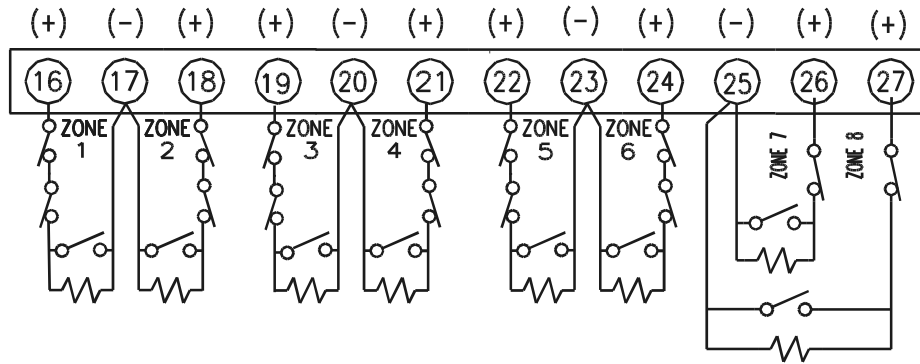 (+) (-) (+) (+) (-) (+) (+) (-) (+) (-) (+) (+)
16 17 18 19 20 21 22 23 24 25 26 27
ZONE 1
ZONE 2
ZONE 3
ZONE 4
ZONE 5
ZONE 6
ZONE 7
ZONE 8